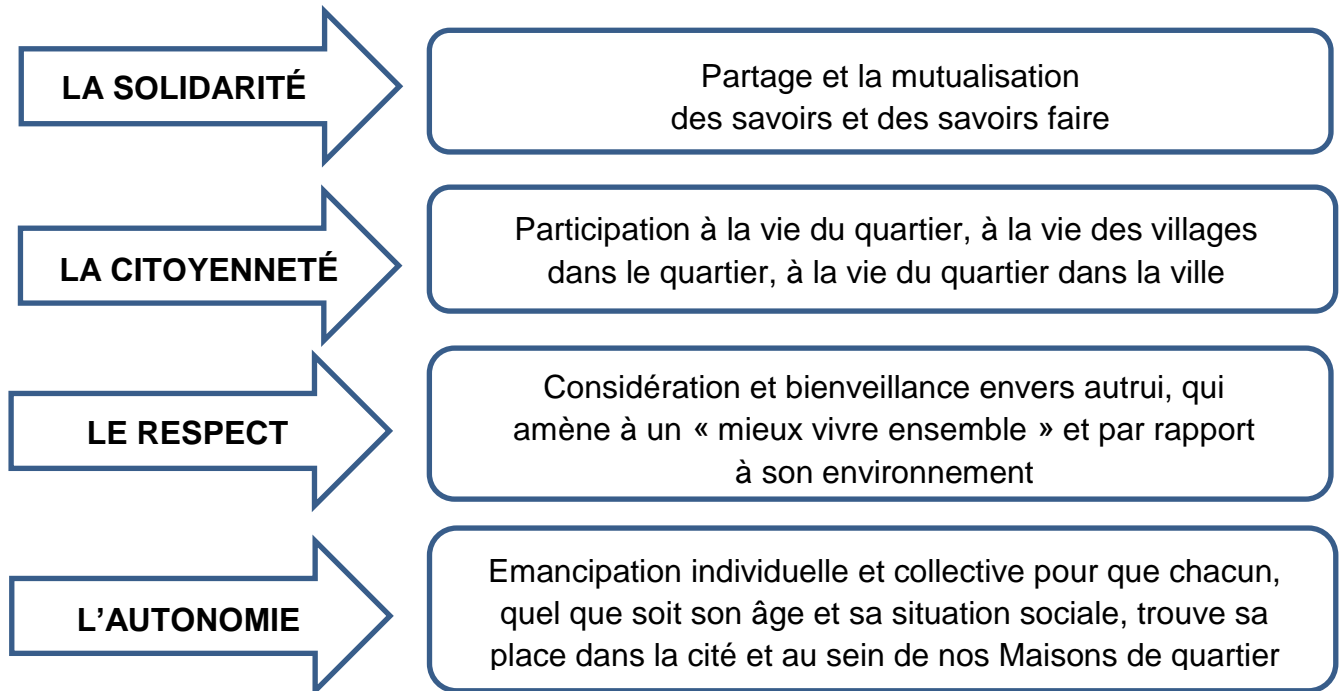 LA SOLIDARITÉ
Partage et la mutualisation
des savoirs et des savoirs faire
LA CITOYENNETÉ
Participation à la vie du quartier, à la vie des villages
dans le quartier, à la vie du quartier dans la ville
LE RESPECT
Considération et bienveillance envers autrui, qui
amène à un « mieux vivre ensemble » et par rapport
à son environnement
L’AUTONOMIE
Emancipation individuelle et collective pour que chacun,
quel que soit son âge et sa situation sociale, trouve sa
place dans la cité et au sein de nos Maisons de quartier